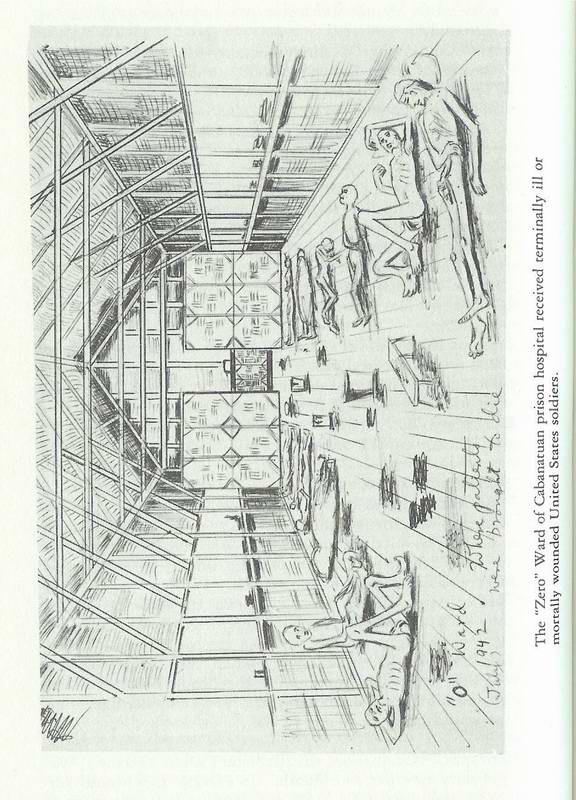 "O" Ward / where patients
(July, 1942 / were brought to die
The "Zero" Ward of Cabanatuan prison hospital received terminally ill or
mortally wounded United States soldiers.